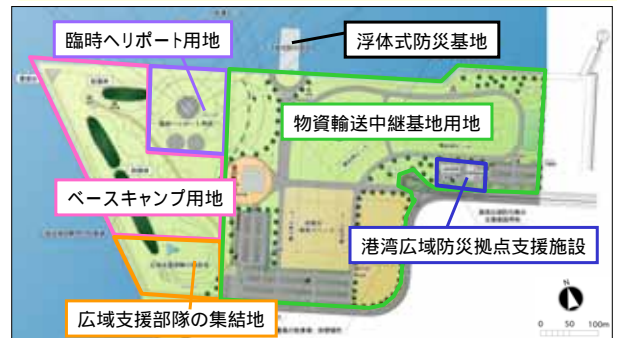 臨時ヘリポート用地
浮体式防災基地
物資輸送中継基地用地
ベースキャンプ用地
港湾広域防災拠点支援施設
広域支援部隊の集結地
N
0 50 100m